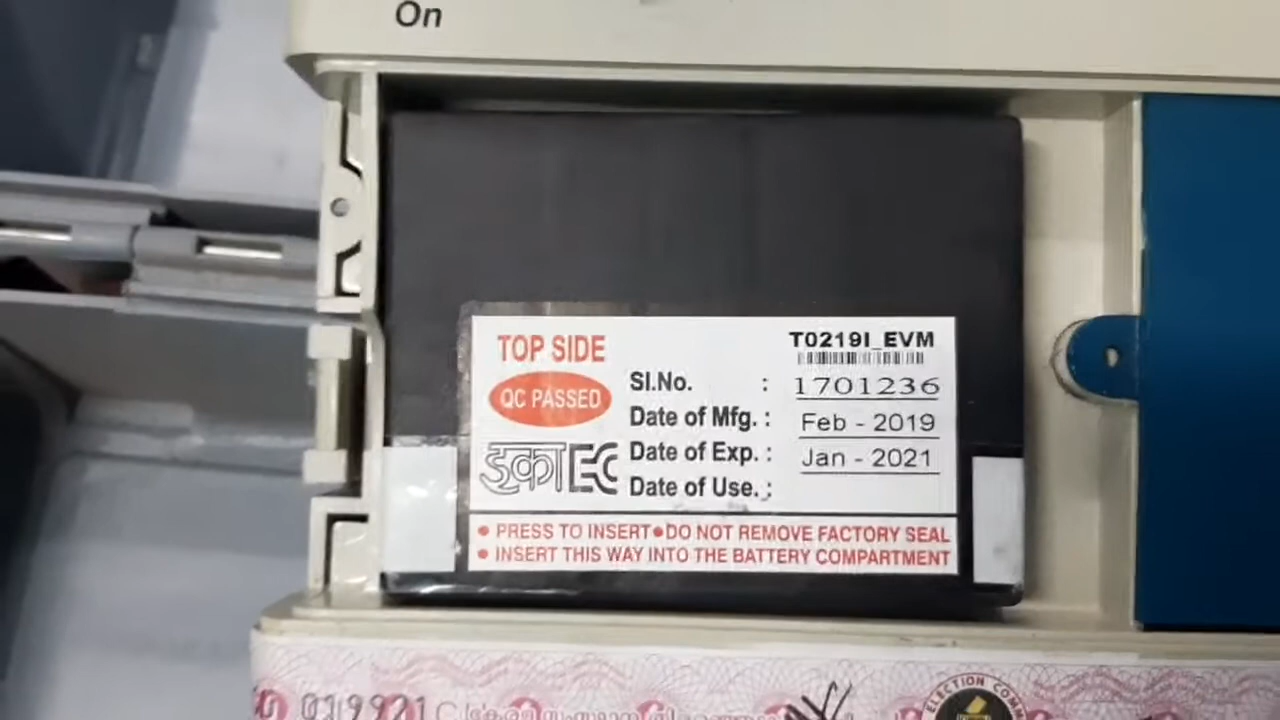 On
TOP SIDE
QC PASSED
इका EC
T0219I_EVM
Sl.No. : 1701236
Date of Mfg. : Feb - 2019
Date of Exp. : Jan - 2021
Date of Use. :
• PRESS TO INSERT • DO NOT REMOVE FACTORY SEAL
• INSERT THIS WAY INTO THE BATTERY COMPARTMENT
019921
ELECTION